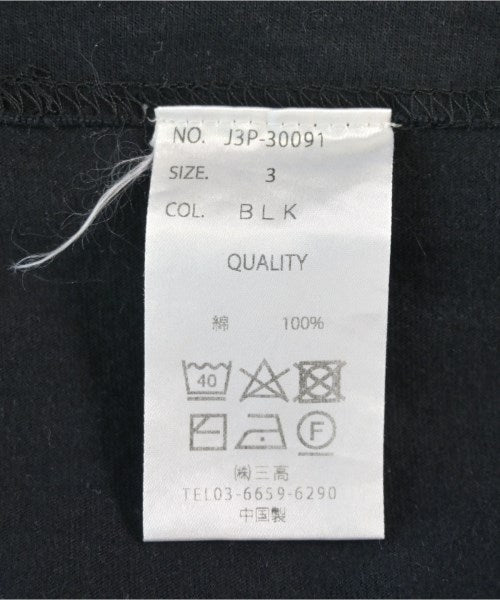 NO. J3P-30091
SIZE. 3
COL. BLK
QUALITY
綿 100%
40
F
㈱三高
TEL03-6659-6290
中国製